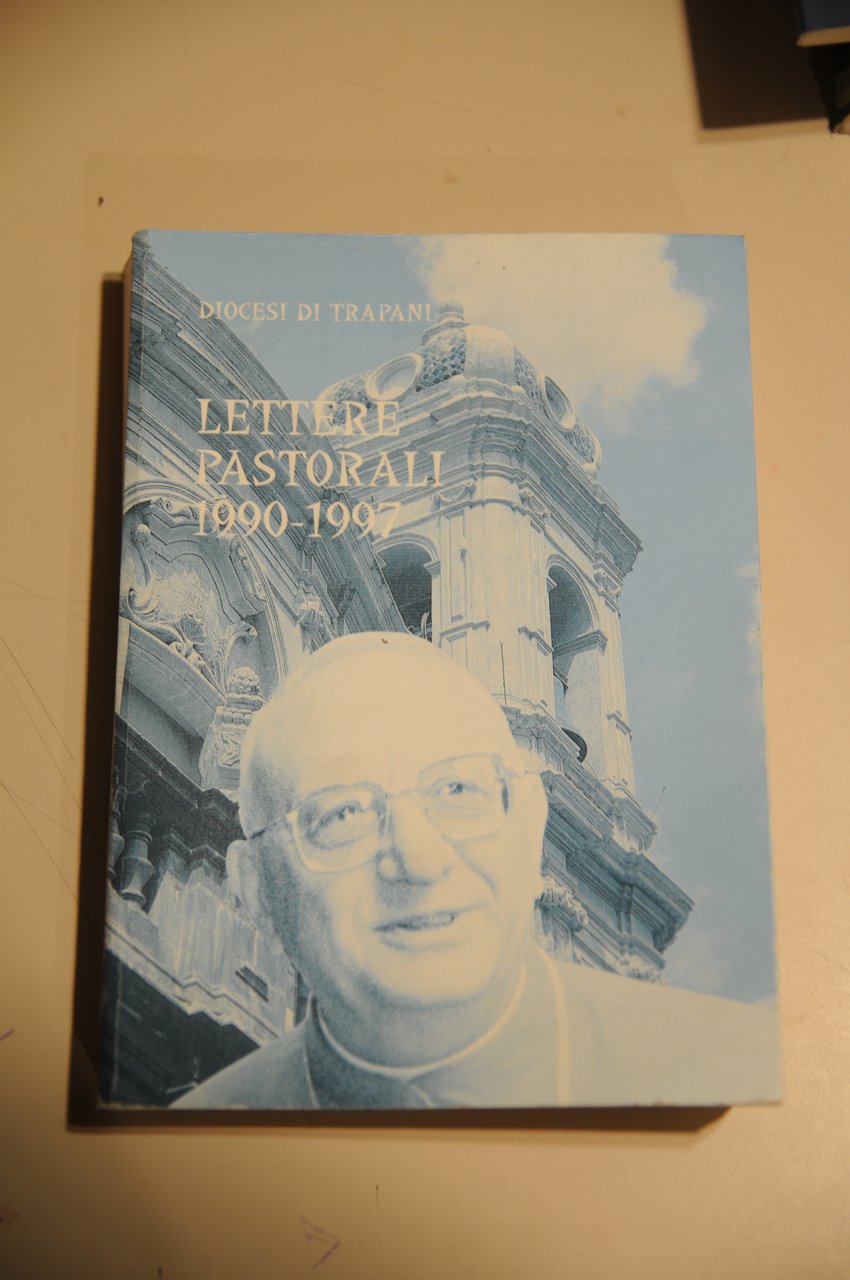 DIOCESI DI TRAPANI
LETTERE
PASTORALI
1990-1997